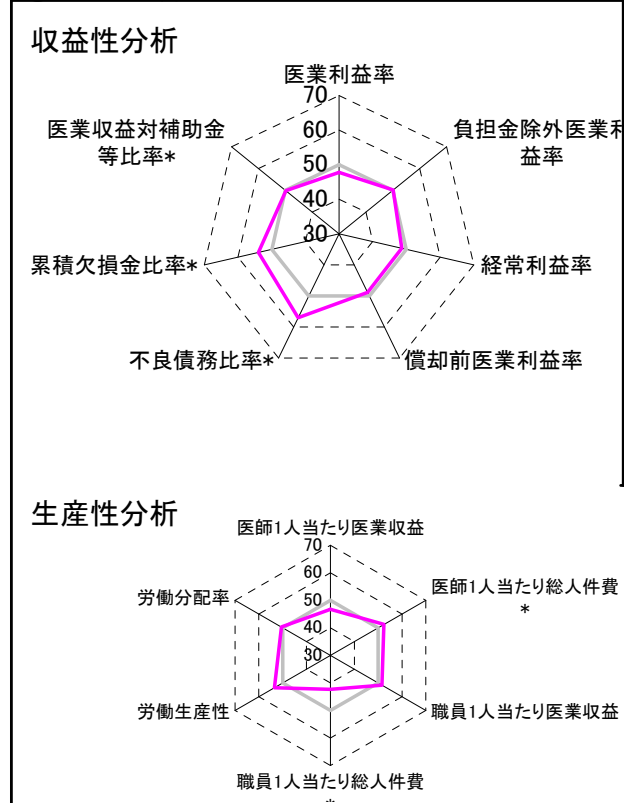 収益性分析
医業利益率
70
60
50
40
30
医業収益対補助金
等比率*
負担金除外医業利
益率
累積欠損金比率*
経常利益率
不良債務比率*
償却前医業利益率
生産性分析
医師1人当たり医業収益
70
60
50
40
30
労働分配率
医師1人当たり総人件費
*
労働生産性
職員1人当たり医業収益
職員1人当たり総人件費
*